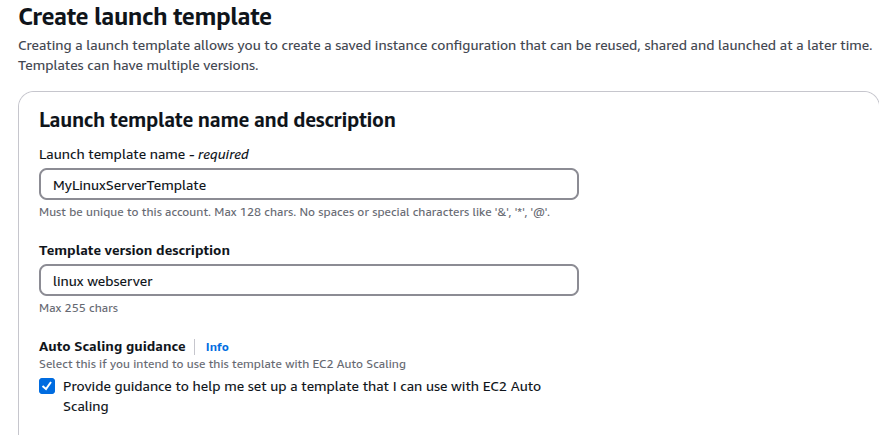 Create launch template
Creating a launch template allows you to create a saved instance configuration that can be reused, shared and launched at a later time.
Templates can have multiple versions.
Launch template name and description
Launch template name - required
MyLinuxServerTemplate
Must be unique to this account. Max 128 chars. No spaces or special characters like '&', '*', '@'.
Template version description
linux webserver
Max 255 chars
Auto Scaling guidance Info
Select this if you intend to use this template with EC2 Auto Scaling
Provide guidance to help me set up a template that I can use with EC2 Auto
Scaling